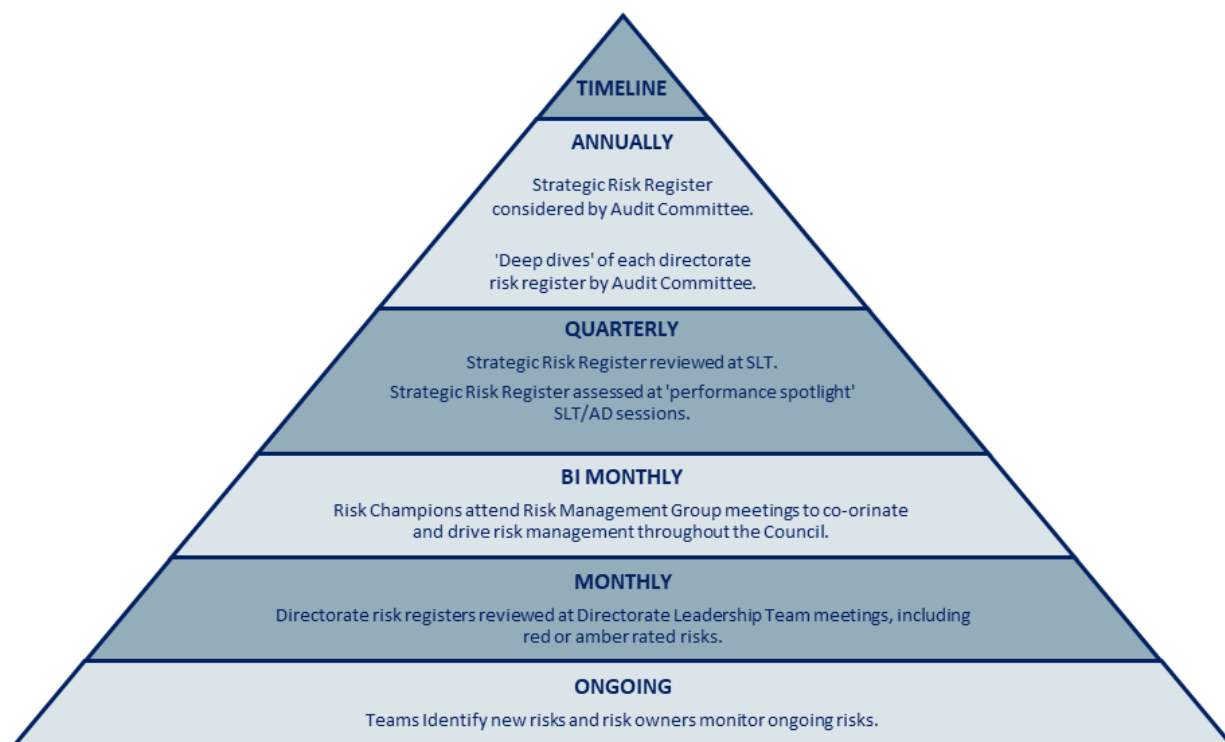 TIMELINE
ANNUALLY
Strategic Risk Register
considered by Audit Committee.
'Deep dives' of each directorate
risk register by Audit Committee.
QUARTERLY
Strategic Risk Register reviewed at SLT.
Strategic Risk Register assessed at 'performance spotlight'
SLT/AD sessions.
BI MONTHLY
Risk Champions attend Risk Management Group meetings to co-orinate
and drive risk management throughout the Council.
MONTHLY
Directorate risk registers reviewed at Directorate Leadership Team meetings, including
red or amber rated risks.
ONGOING
Teams Identify new risks and risk owners monitor ongoing risks.